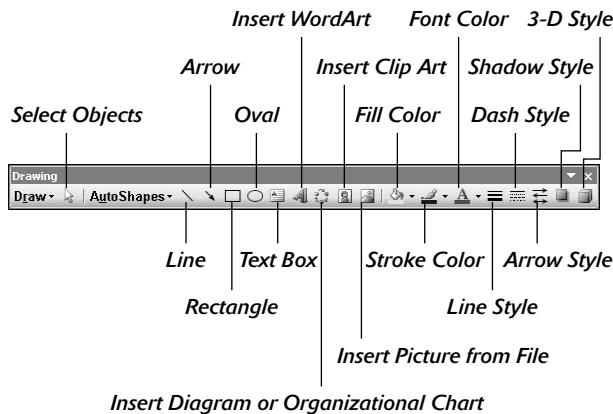 Insert WordArt Font Color 3-D Style
Arrow Insert Clip Art Shadow Style
Select Objects Oval Fill Color Dash Style
Drawing
Draw AutoShapes
Line Text Box Stroke Color Arrow Style
Rectangle Line Style
Insert Picture from File
Insert Diagram or Organizational Chart